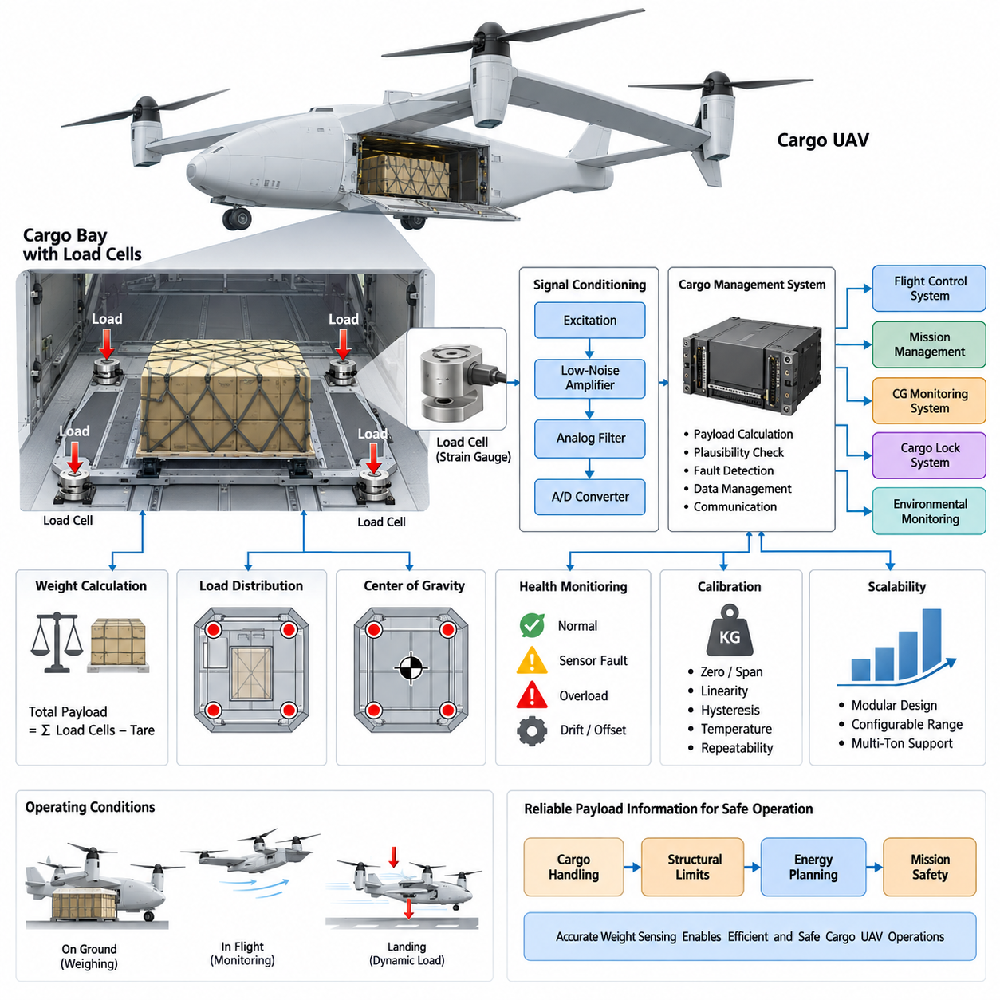 Cargo UAV
Cargo Bay
with Load Cells
Load
Load
Load
Load
Load Cell
Load Cell
Load Cell
(Strain Gauge)
Signal Conditioning
Excitation
Low-Noise
Amplifier
Analog Filter
A/D Converter
Cargo Management System
• Payload Calculation
• Plausibility Check
• Fault Detection
• Data Management
• Communication
Flight Control
System
Mission
Management
CG Monitoring
System
Cargo Lock
System
Environmental
Monitoring
Weight Calculation
Total Payload
= Σ Load Cells – Tare
Load Distribution
Center of Gravity
Health Monitoring
Normal
Sensor Fault
Overload
Drift / Offset
Calibration
KG
• Zero / Span
• Linearity
• Hysteresis
• Temperature
• Repeatability
Scalability
• Modular Design
• Configurable Range
• Multi-Ton Support
Operating Conditions
On Ground
(Weighing)
In Flight
(Monitoring)
Landing
(Dynamic Load)
Reliable Payload Information for Safe Operation
Cargo
Handling
Structural
Limits
Energy
Planning
Mission
Safety
Accurate Weight Sensing Enables Efficient and Safe Cargo UAV Operations